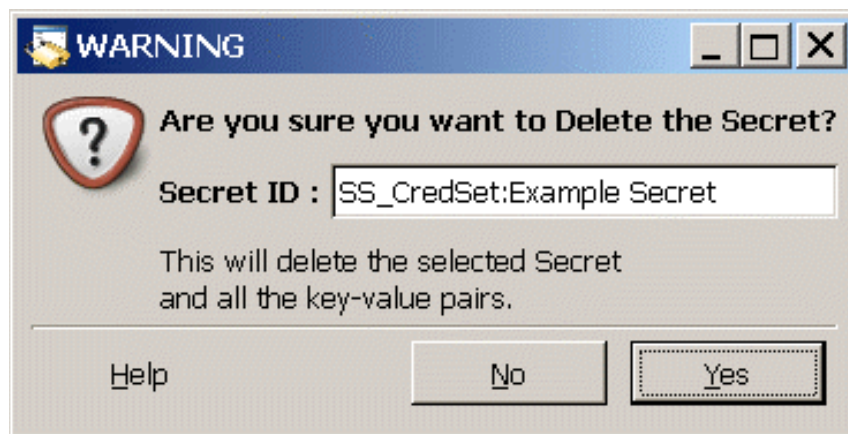 WARNING
Are you sure you want to Delete the Secret?
Secret ID : SS_CredSet:Example Secret
This will delete the selected Secret
and all the key-value pairs.
Help No Yes